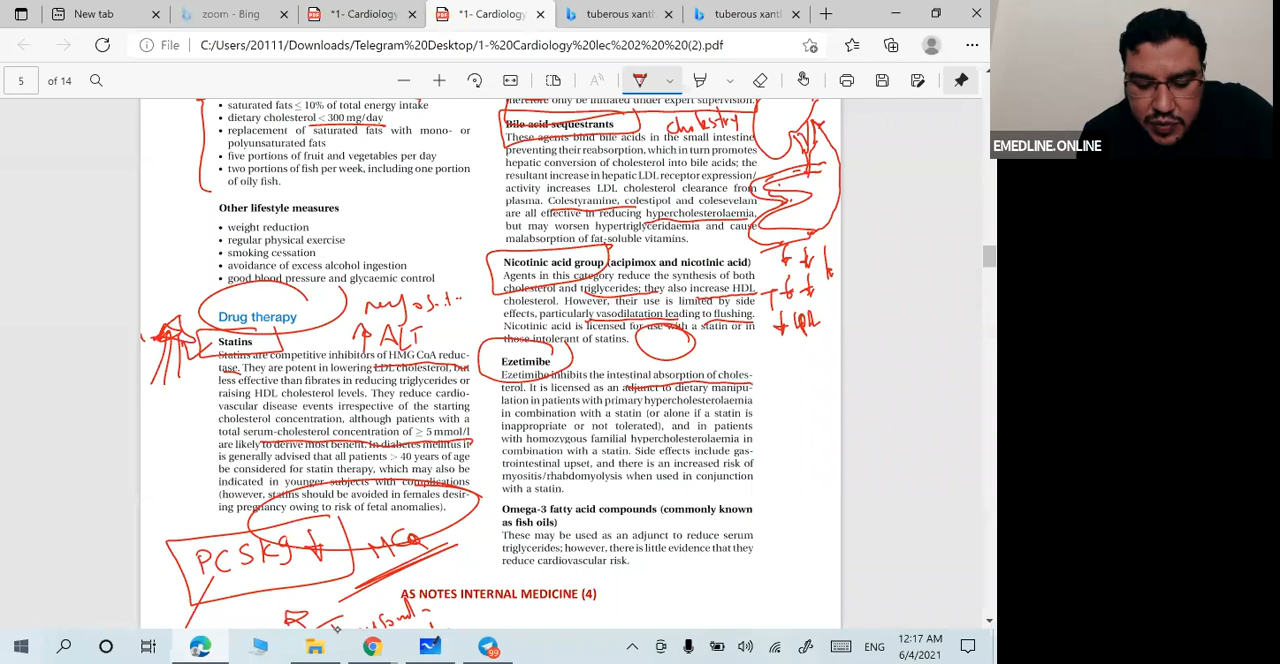 New tab
zoom - Bing
*1- Cardiology
*1- Cardiology
tuberous xanth
tuberous xantl
New Tab
File
C:/Users/20111/Downloads/Telegram%20Desktop/1-%20Cardiology%20lec%202%20%20(2).pdf
5 of 14
saturated fats ≤ 10% of total energy intake
dietary cholesterol < 300 mg/day
replacement of saturated fats with mono- or
polyunsaturated fats
five portions of fruit and vegetables per day
two portions of fish per week, including one portion
of oily fish.
Other lifestyle measures
weight reduction
regular physical exercise
smoking cessation
avoidance of excess alcohol ingestion
good blood pressure and glycaemic control
Drug therapy
↑ ALT
Statins
Statins are competitive inhibitors of HMG CoA reduc-
tase. They are potent in lowering LDL cholesterol, but
less effective than fibrates in reducing triglycerides or
raising HDL cholesterol levels. They reduce cardio-
vascular disease events irrespective of the starting
cholesterol concentration, although patients with a
total serum-cholesterol concentration of ≥ 5 mmol/l
are likely to derive most benefit. In diabetes mellitus it
is generally advised that all patients > 40 years of age
be considered for statin therapy, which may also be
indicated in younger subjects with complications
(however, statins should be avoided in females desir-
ing pregnancy owing to risk of fetal anomalies).
PCSK9
MCQ
therefore only be initiated under expert supervision.
Bile acid sequestrants
These agents bind bile acids in the small intestine
preventing their reabsorption, which in turn promotes
hepatic conversion of cholesterol into bile acids; the
resultant increase in hepatic LDL receptor expression/
activity increases LDL cholesterol clearance from
plasma. Colestyramine, colestipol and colesevelam
are all effective in reducing hypercholesterolaemia,
but may worsen hypertriglyceridaemia and cause
malabsorption of fat-soluble vitamins.
Nicotinic acid group (acipimox and nicotinic acid)
Agents in this category reduce the synthesis of both
cholesterol and triglycerides; they also increase HDL
cholesterol. However, their use is limited by side
effects, particularly vasodilatation leading to flushing.
Nicotinic acid is licensed for use with a statin or in
those intolerant of statins.
Ezetimibe
Ezetimibe inhibits the intestinal absorption of choles-
terol. It is licensed as an adjunct to dietary manipu-
lation in patients with primary hypercholesterolaemia
in combination with a statin (or alone if a statin is
inappropriate or not tolerated), and in patients
with homozygous familial hypercholesterolaemia in
combination with a statin. Side effects include gas-
trointestinal upset, and there is an increased risk of
myositis/rhabdomyolysis when used in conjunction
with a statin.
Omega-3 fatty acid compounds (commonly known
as fish oils)
These may be used as an adjunct to reduce serum
triglycerides; however, there is little evidence that they
reduce cardiovascular risk.
AS NOTES INTERNAL MEDICINE (4)
EMEDLINE.ONLINE
99
ENG
12:17 AM
6/4/2021